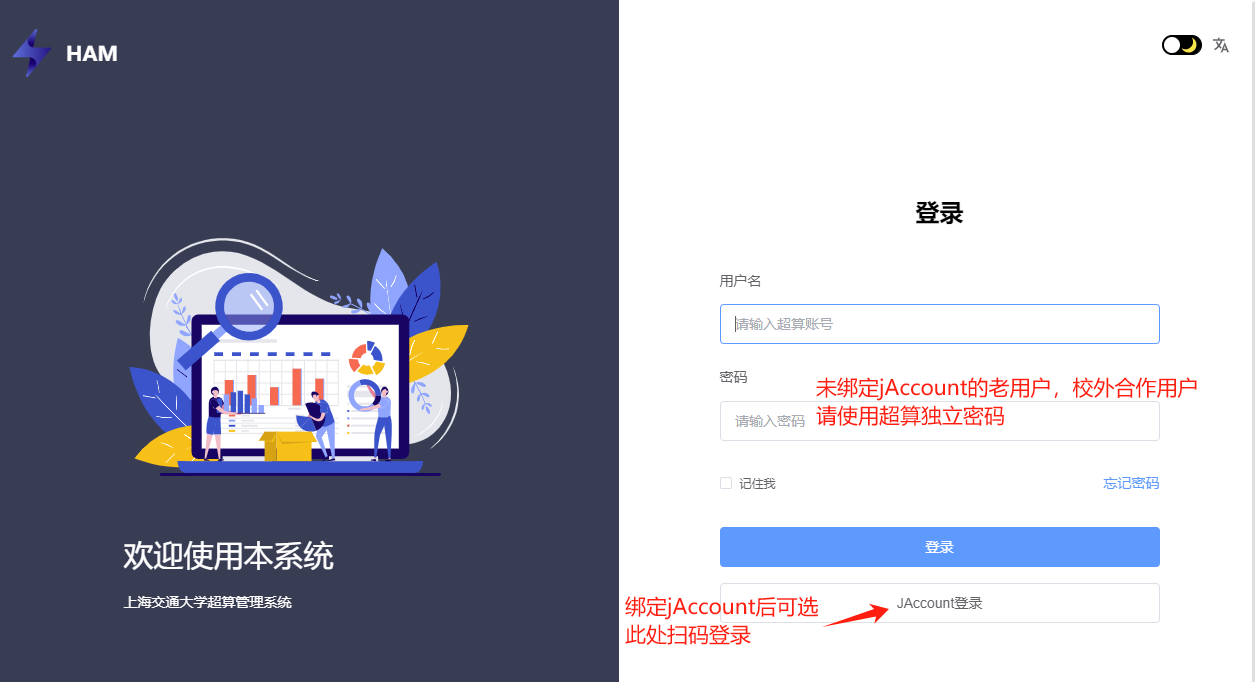 HAM
登录
用户名
请输入超算账号
密码
未绑定jAccount的老用户，校外合作用户
请使用超算独立密码
请输入密码
记住我
忘记密码
登录
JAccount登录
绑定jAccount后可选
此处扫码登录
欢迎使用本系统
上海交通大学超算管理系统